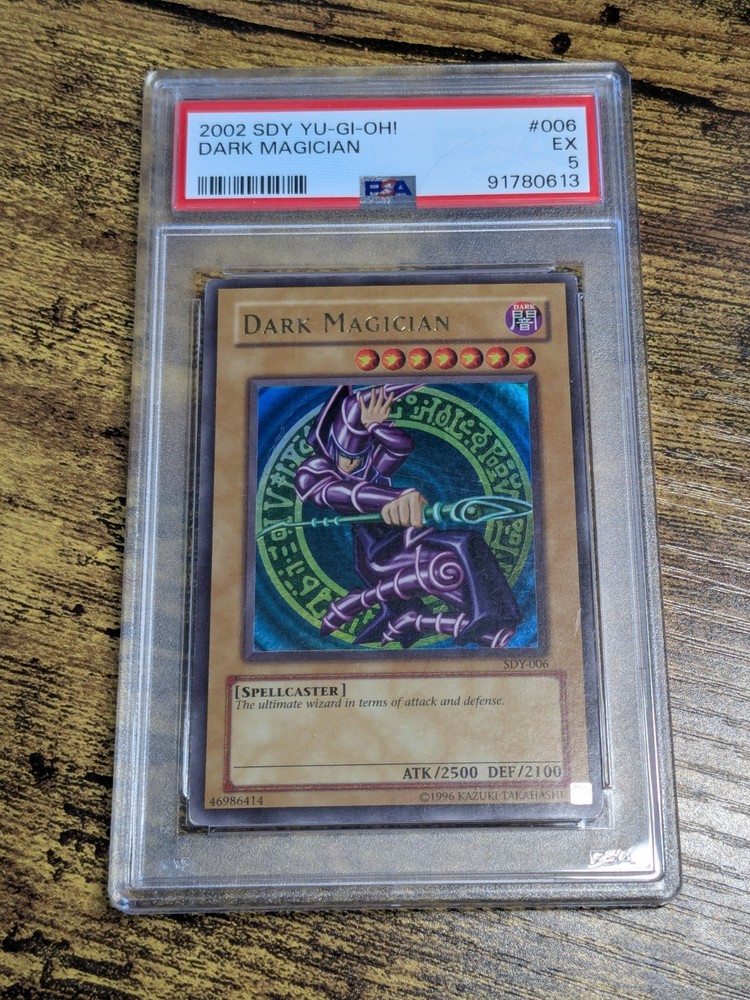 2002 SDY YU-GI-OH! #006
DARK MAGICIAN EX
5
PSA 91780613
DARK MAGICIAN
DARK
闇
SDY-006
[SPELLCASTER]
The ultimate wizard in terms of attack and defense.
ATK/2500 DEF/2100
46986414 ©1996 KAZUKI TAKAHASHI